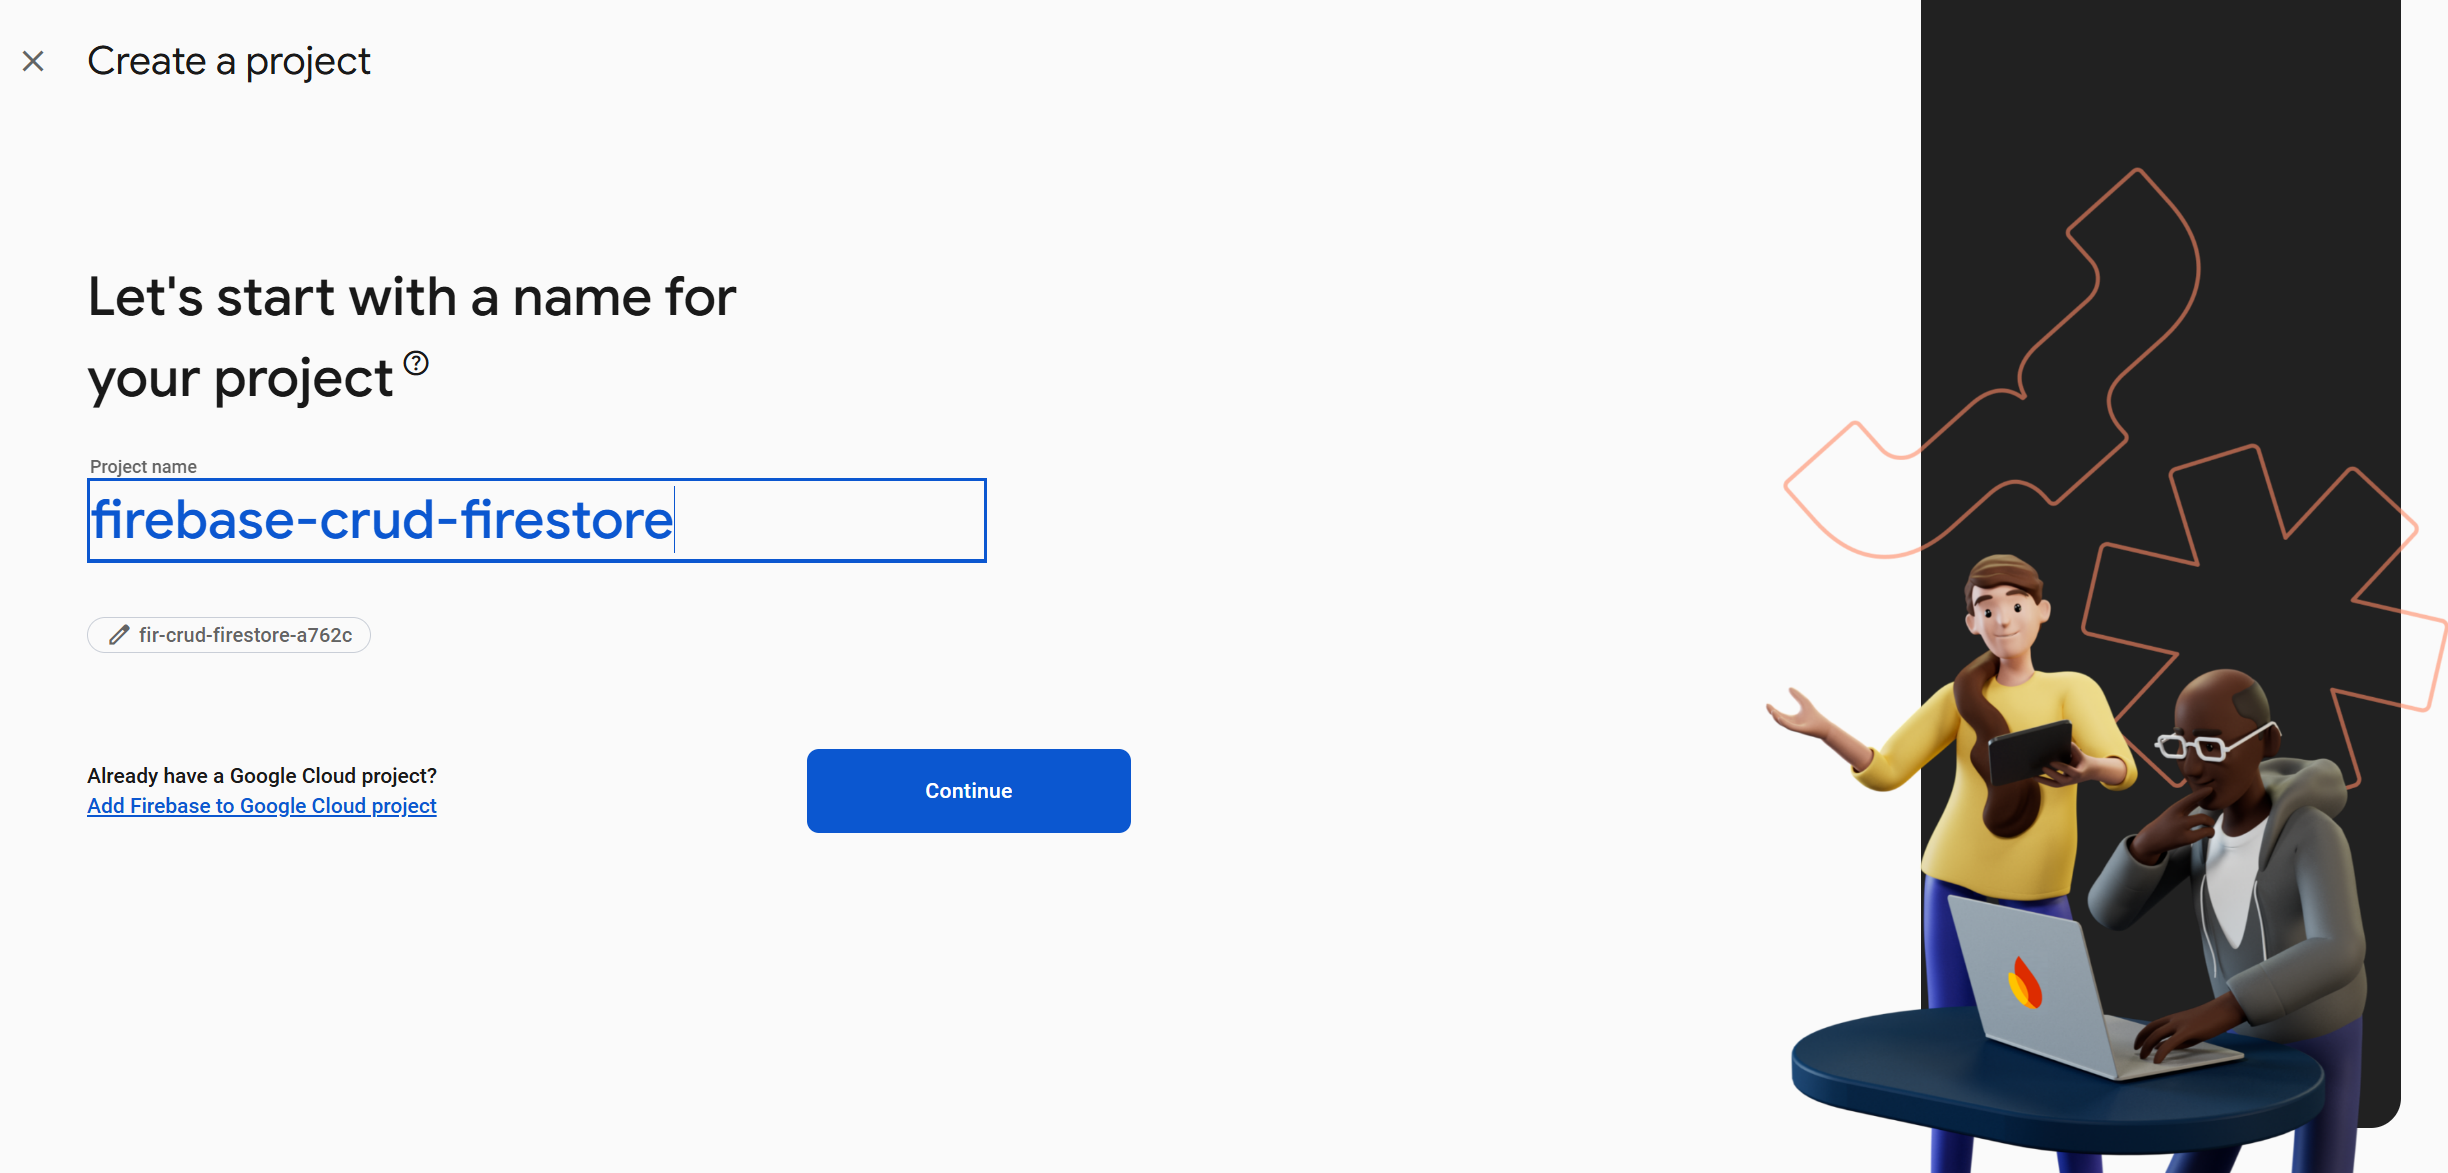 Create a project
Let's start with a name for
your project
Project name
firebase-crud-firestore
fir-crud-firestore-a762c
Already have a Google Cloud project?
Add Firebase to Google Cloud project
Continue